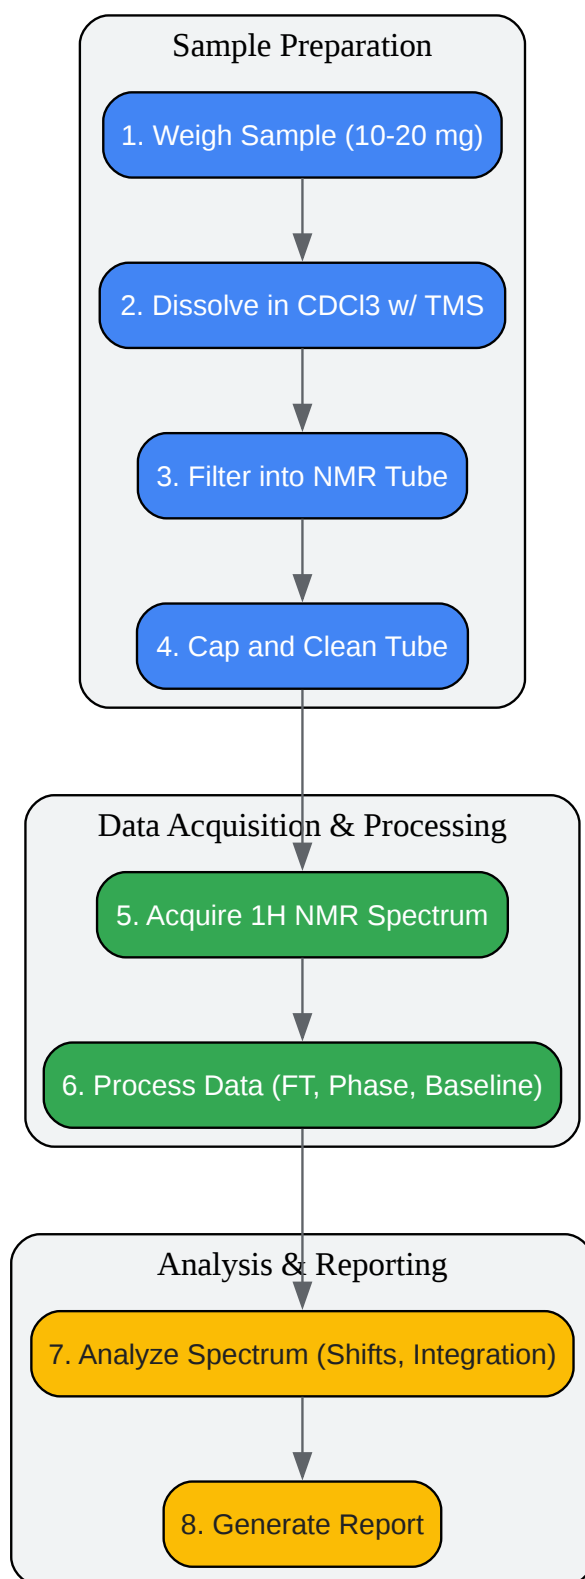 Sample Preparation
1. Weigh Sample (10-20 mg)
2. Dissolve in CDCl3 w/ TMS
3. Filter into NMR Tube
4. Cap and Clean Tube
Data Acquisition & Processing
5. Acquire 1H NMR Spectrum
6. Process Data (FT, Phase, Baseline)
Analysis & Reporting
7. Analyze Spectrum (Shifts, Integration)
8. Generate Report